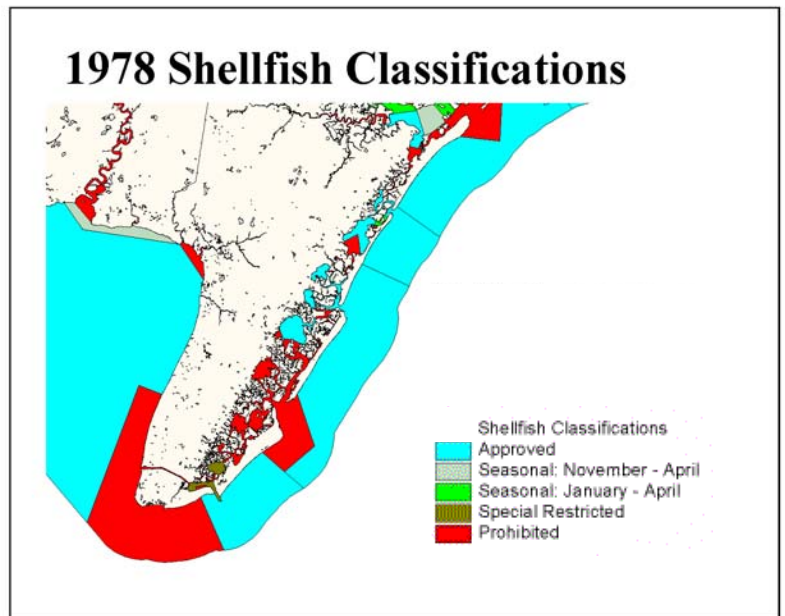 1978 Shellfish Classifications
Shellfish Classifications
Approved
Seasonal: November - April
Seasonal: January - April
Special Restricted
Prohibited